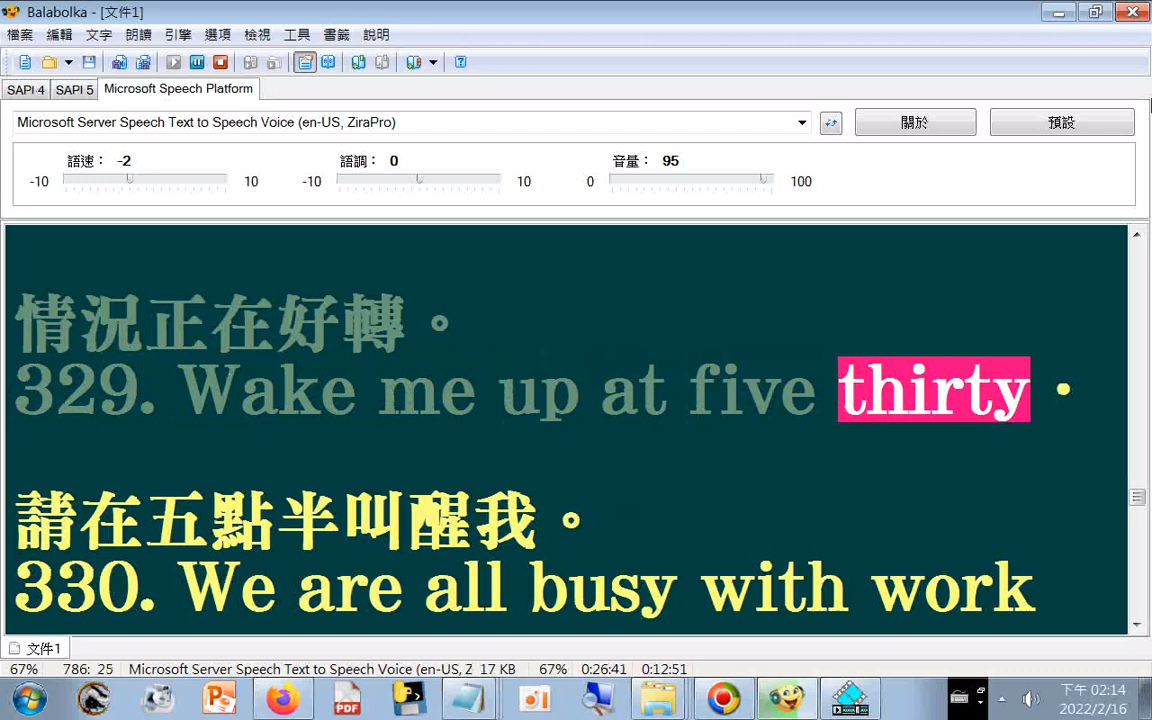 Balabolka - [文件1]
檔案 編輯 文字 朗讀 引擎 選項 檢視 工具 書籤 說明
SAPI 4 SAPI 5 Microsoft Speech Platform
Microsoft Server Speech Text to Speech Voice (en-US, ZiraPro) 關於 預設
語速： -2 語調： 0 音量： 95
-10 10 -10 10 0 100
情況正在好轉。
329. Wake me up at five thirty．
請在五點半叫醒我。
330. We are all busy with work
文件1
67% 786: 25 Microsoft Server Speech Text to Speech Voice (en-US, Z 17 KB 67% 0:26:41 0:12:51
PDF
下午 02:14
2022/2/16